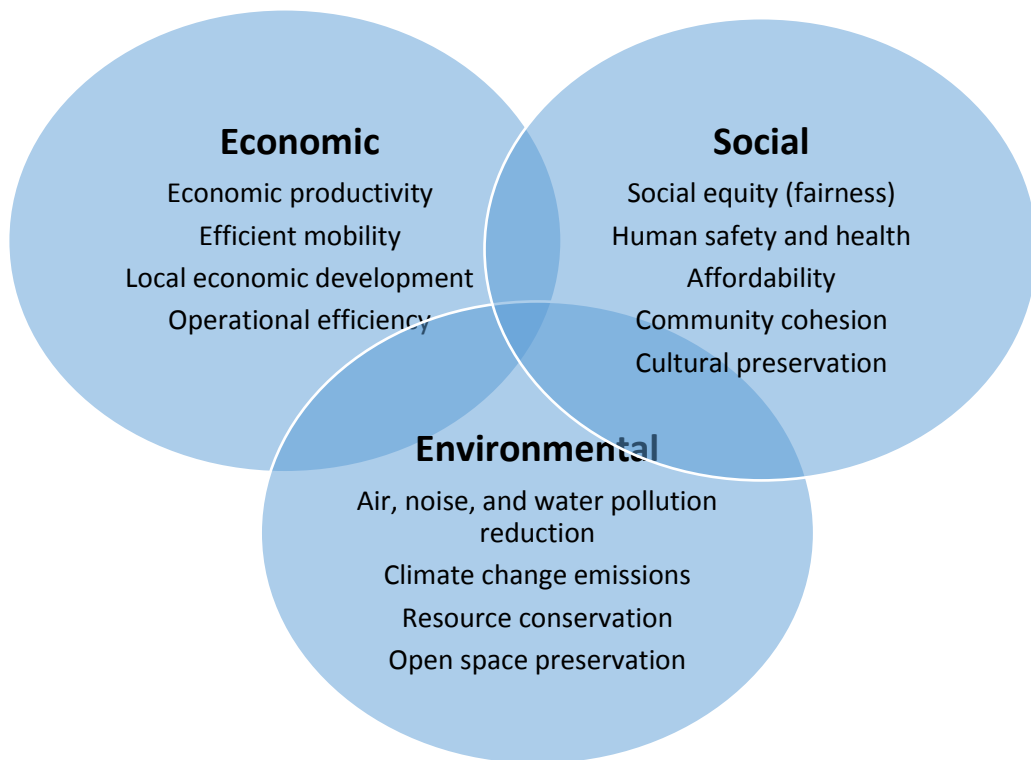 Economic
Economic productivity
Efficient mobility
Local economic development
Operational efficiency
Social
Social equity (fairness)
Human safety and health
Affordability
Community cohesion
Cultural preservation
Environmental
Air, noise, and water pollution
reduction
Climate change emissions
Resource conservation
Open space preservation